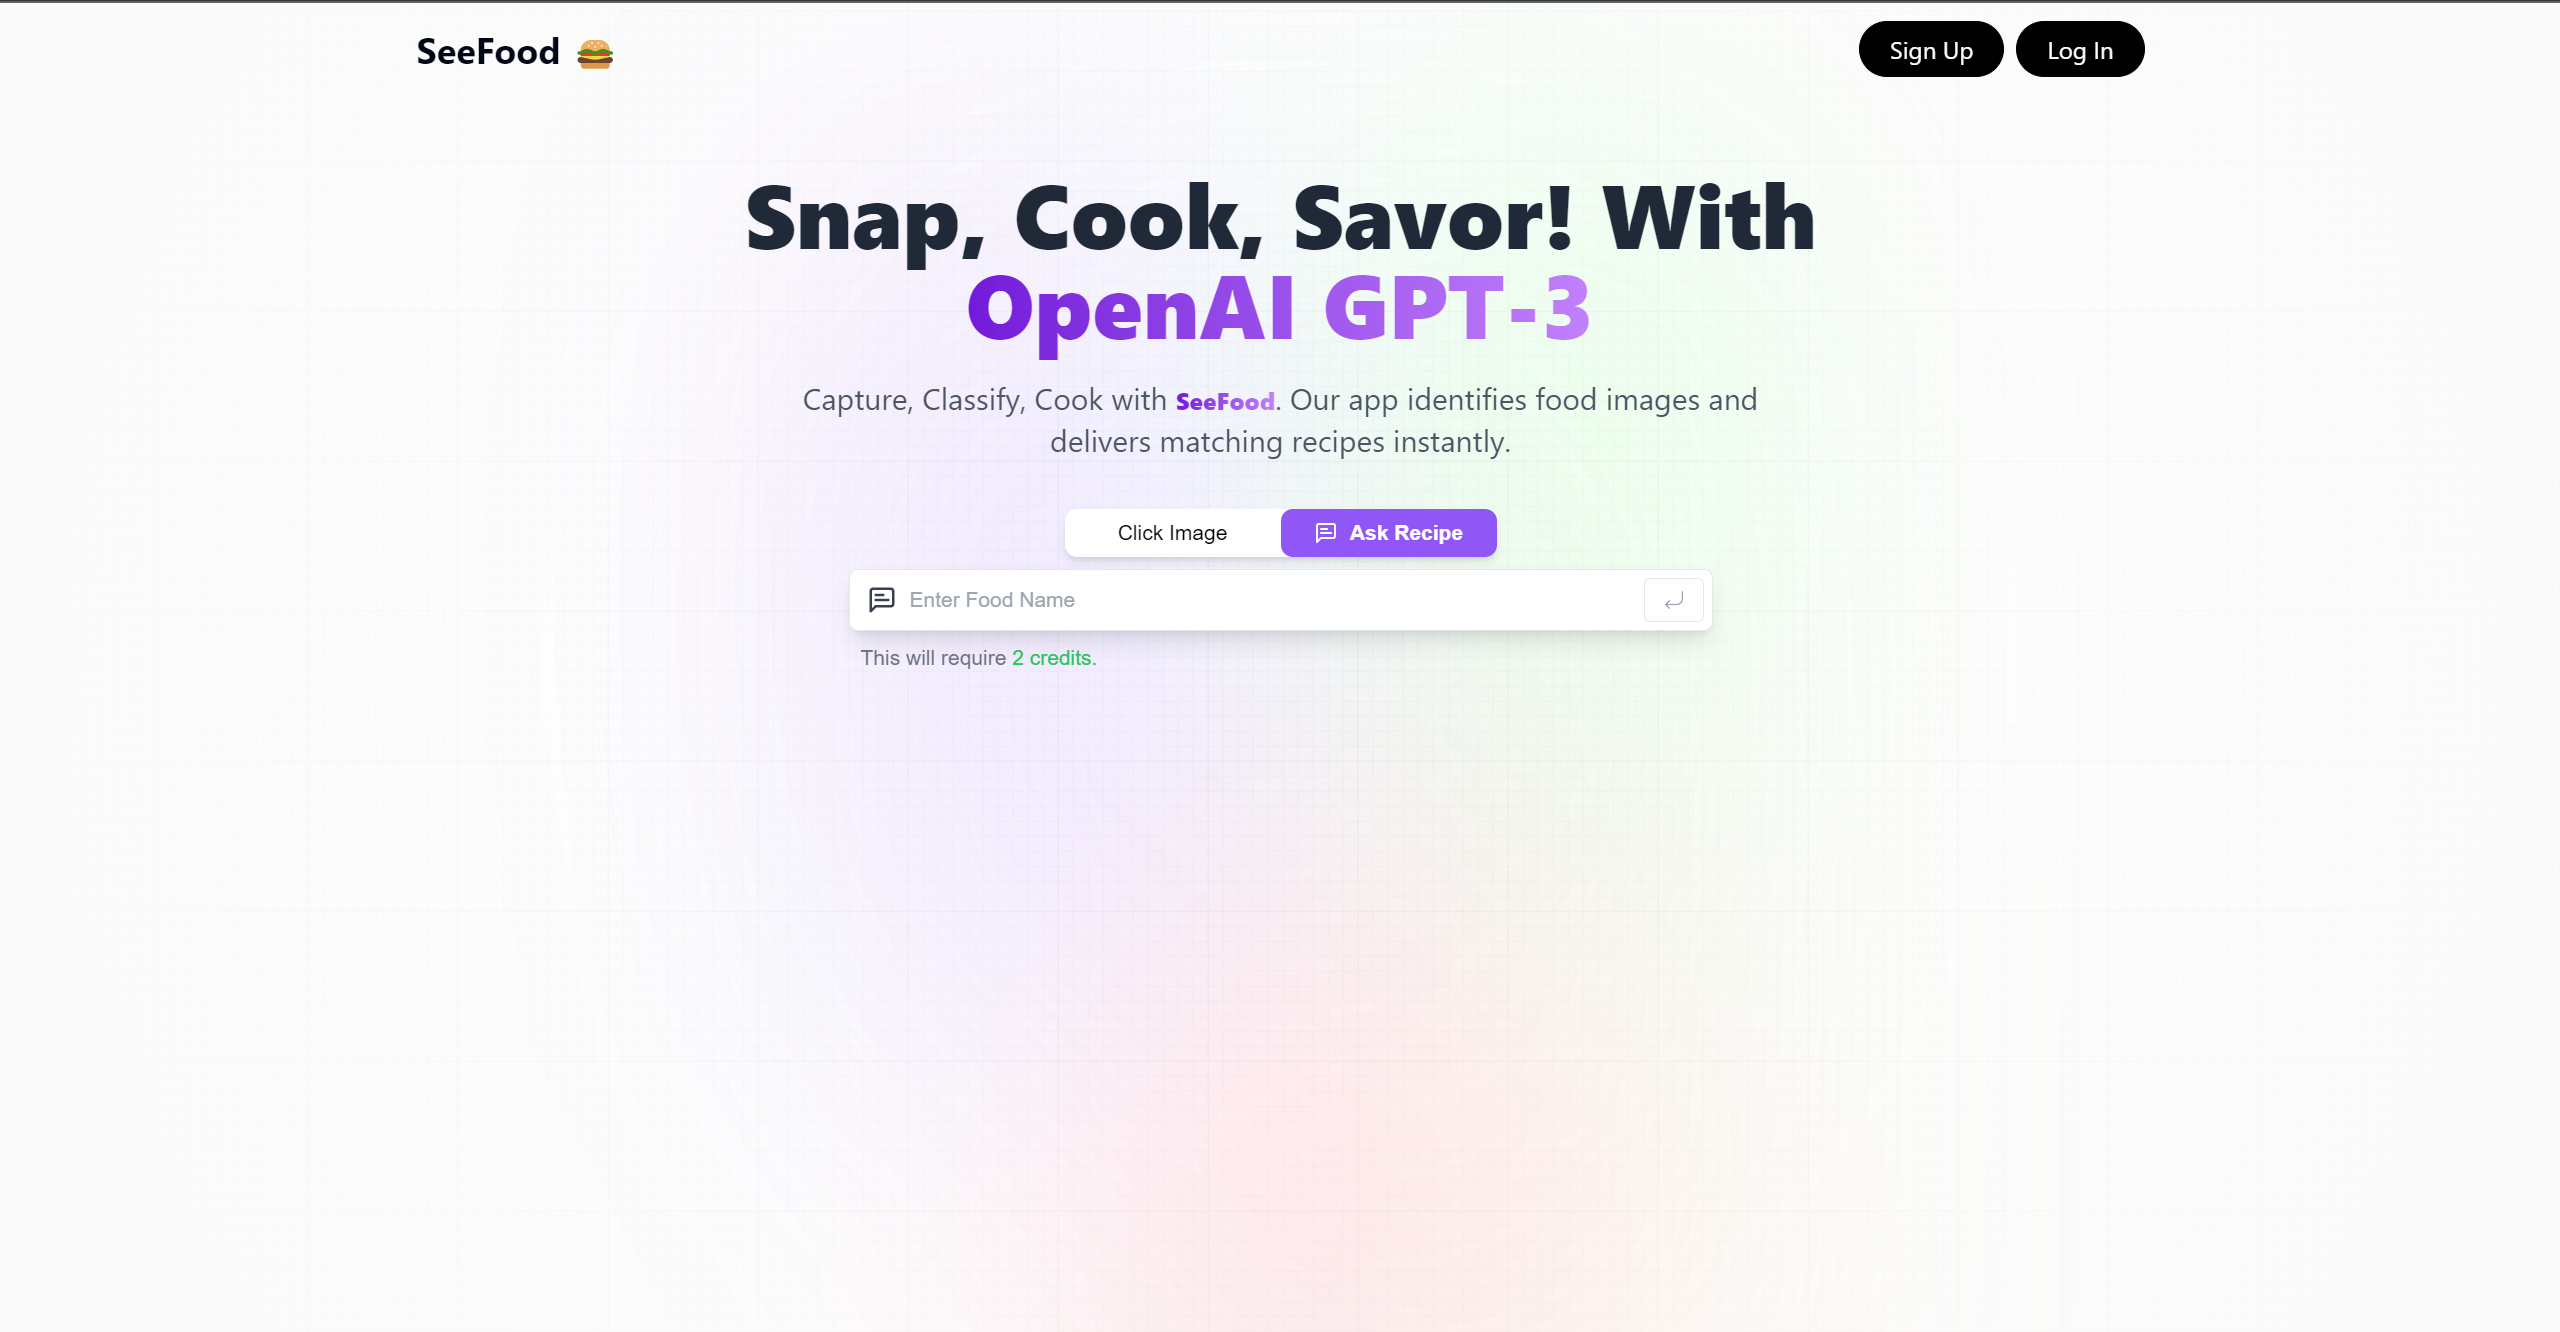 SeeFood
Sign Up
Log In
Snap, Cook, Savor! With
OpenAI GPT-3
Capture, Classify, Cook with SeeFood. Our app identifies food images and
delivers matching recipes instantly.
Click Image
Ask Recipe
Enter Food Name
This will require 2 credits.